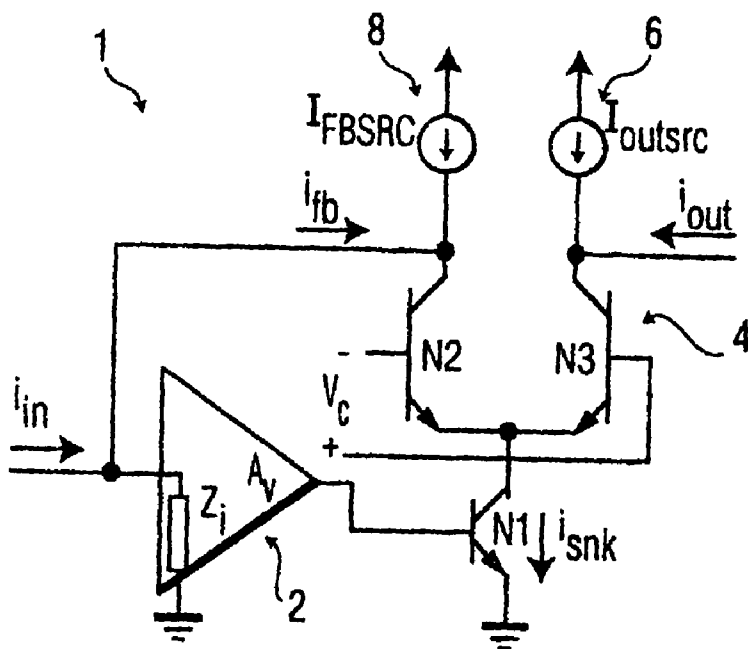 1
8
6
I_FBSRC
I_outsrc
i_fb
i_out
N2
N3
4
-
V_c
+
i_in
A_v
Z_i
2
N1
i_snk